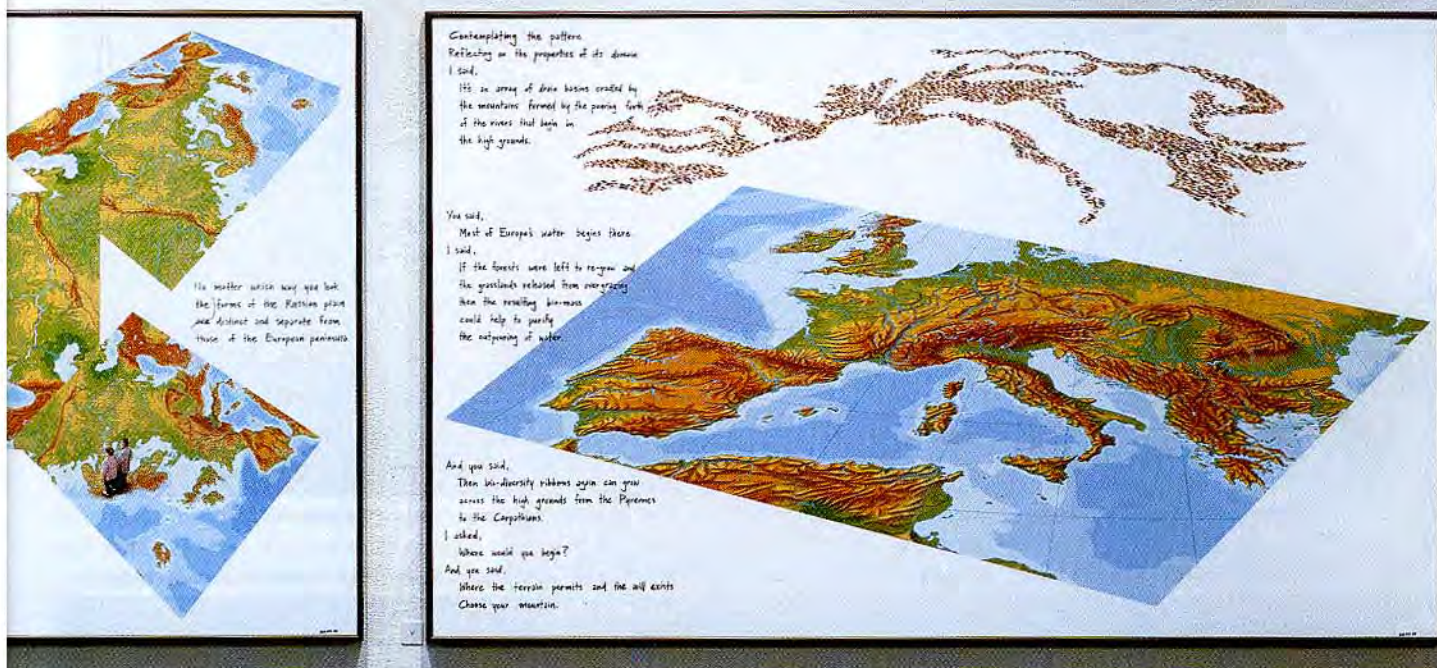 No matter which way you look
the forms of the Russian plain
are distinct and separate from
those of the European peninsula.
Contemplating the pattern
Reflecting on the properties of its domain
I said,
It's an array of drain basins cradled by
the mountains formed by the pouring forth
of the rivers that begin in
the high grounds.
You said,
Most of Europe's water begins there
I said,
If the forests were left to re-grow and
the grasslands released from overgrazing
then the resulting bio-mass
could help to purify
the outpouring of water.
And you said,
Then bio-diversity ribbons again can grow
across the high grounds from the Pyrenees
to the Carpathians.
I asked,
Where would you begin?
And you said,
Where the terrain permits and the will exists
Choose your mountain.